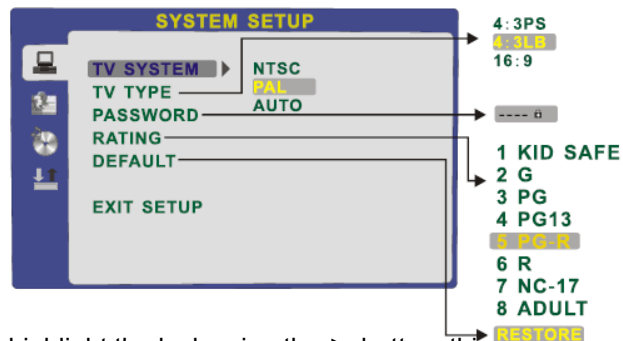 SYSTEM SETUP
TV SYSTEM
TV TYPE
PASSWORD
RATING
DEFAULT
EXIT SETUP
NTSC
PAL
AUTO
4:3PS
4:3LB
16:9
----
1 KID SAFE
2 G
3 PG
4 PG13
5 PG-R
6 R
7 NC-17
8 ADULT
RESTORE